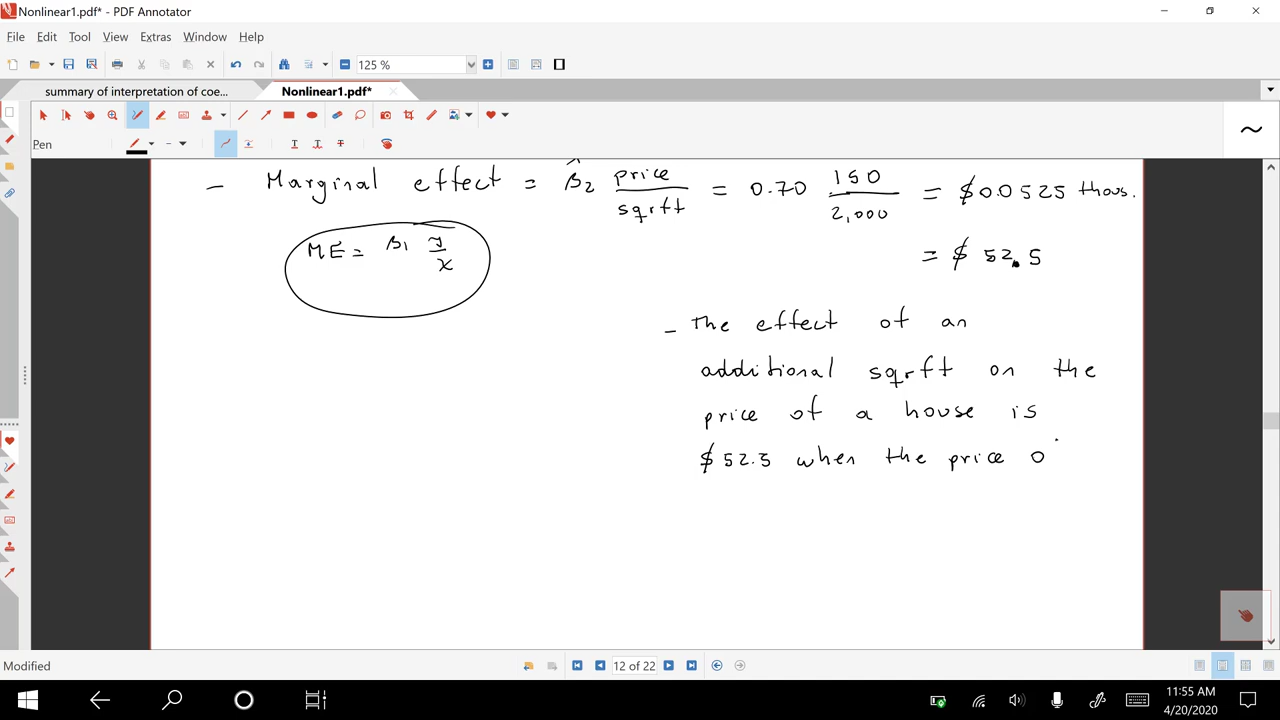 Nonlinear1.pdf* - PDF Annotator
File Edit Tool View Extras Window Help
125 %
summary of interpretation of coe... Nonlinear1.pdf*
Pen
- Marginal effect = β̂2 price/sqrft = 0.70 150/2,000 = $0.0525 thous.
ME = β1 y/x
= $ 52.5
- The effect of an
additional sqrft on the
price of a house is
$52.5 when the price o
Modified
12 of 22
11:55 AM
4/20/2020